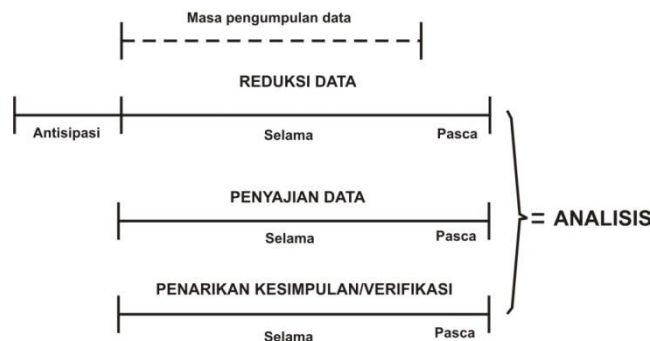 Masa pengumpulan data
REDUKSI DATA
Antisipasi Selama Pasca
PENYAJIAN DATA
Selama Pasca
= ANALISIS
PENARIKAN KESIMPULAN/VERIFIKASI
Selama Pasca